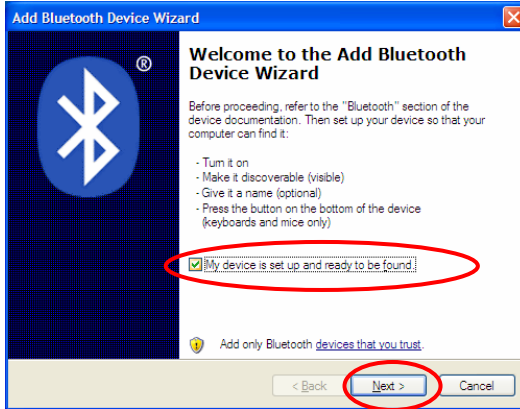 Add Bluetooth Device Wizard
®
Welcome to the Add Bluetooth
Device Wizard
Before proceeding, refer to the "Bluetooth" section of the
device documentation. Then set up your device so that your
computer can find it:
- Turn it on
- Make it discoverable (visible)
- Give it a name (optional)
- Press the button on the bottom of the device
(keyboards and mice only)
My device is set up and ready to be found.
Add only Bluetooth devices that you trust.
< Back Next > Cancel